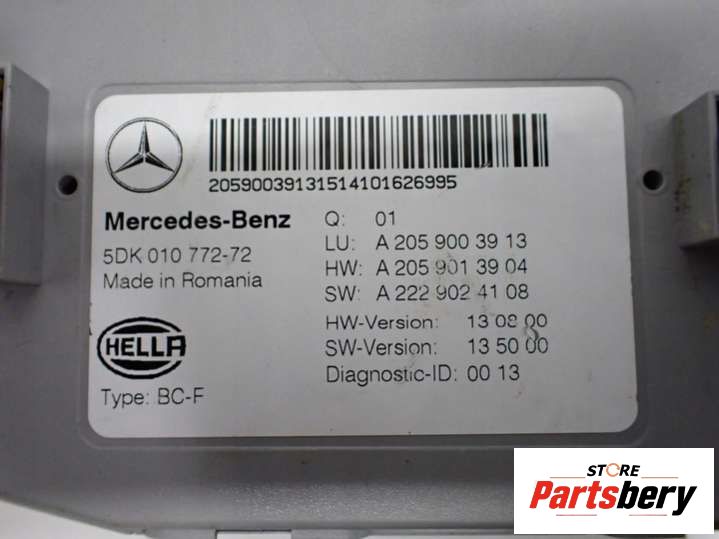 20590039131514101626995
Mercedes-Benz
5DK 010 772-72
Made in Romania
HELLA
Type: BC-F
Q: 01
LU: A 205 900 39 13
HW: A 205 901 39 04
SW: A 222 902 41 08
HW-Version: 13 08 00
SW-Version: 13 50 00
Diagnostic-ID: 00 13
STORE
Partsbery